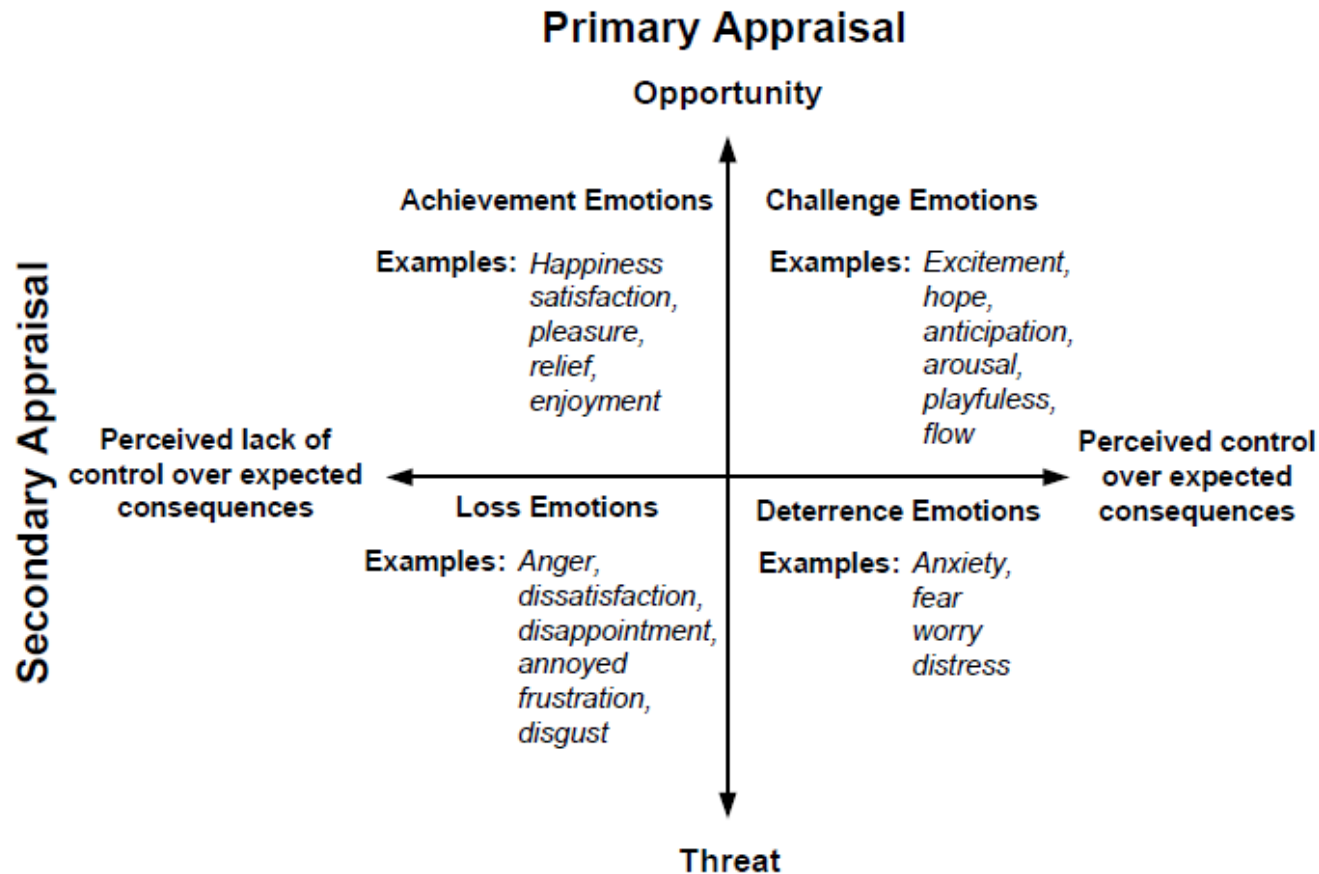 Primary Appraisal
Opportunity
Achievement Emotions
Examples: Happiness
satisfaction,
pleasure,
relief,
enjoyment
Challenge Emotions
Examples: Excitement,
hope,
anticipation,
arousal,
playfuless,
flow
Secondary Appraisal
Perceived lack of
control over expected
consequences
Perceived control
over expected
consequences
Loss Emotions
Examples: Anger,
dissatisfaction,
disappointment,
annoyed
frustration,
disgust
Deterrence Emotions
Examples: Anxiety,
fear
worry
distress
Threat